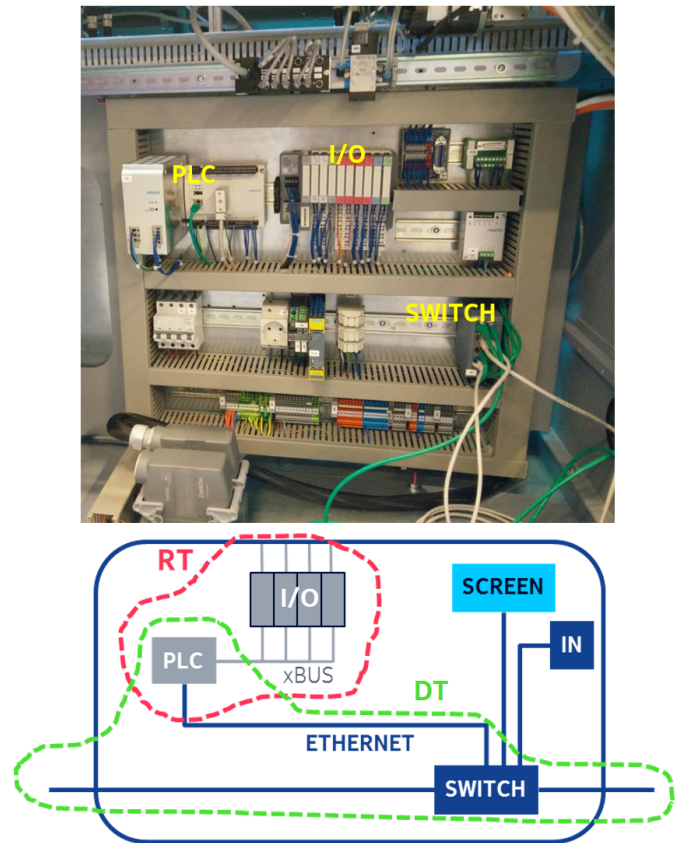 PLC
I/O
SWITCH
RT
I/O
SCREEN
IN
PLC
xBUS
DT
ETHERNET
SWITCH